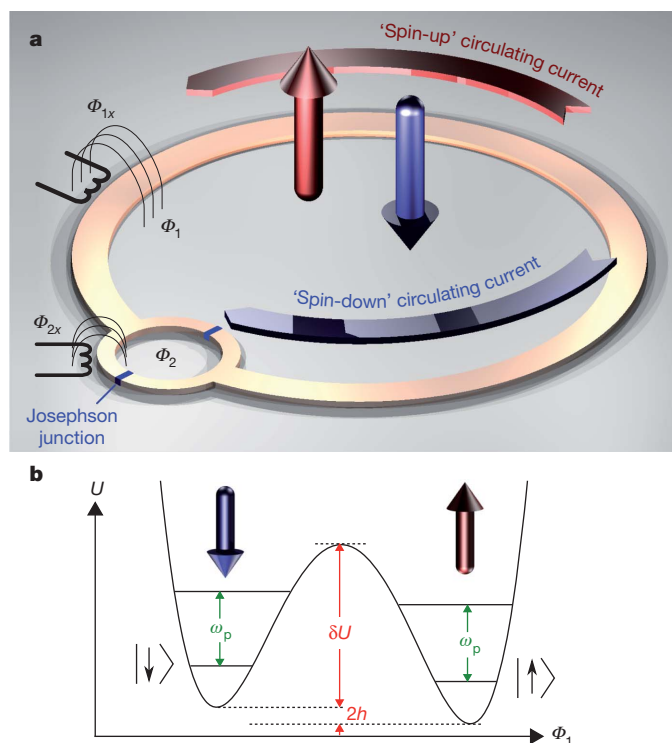 a
'Spin-up' circulating current
Φ1x
Φ1
'Spin-down' circulating current
Φ2x
Φ2
Josephson
junction
b
U
ωp
δU
ωp
|↓⟩
|↑⟩
2h
Φ1